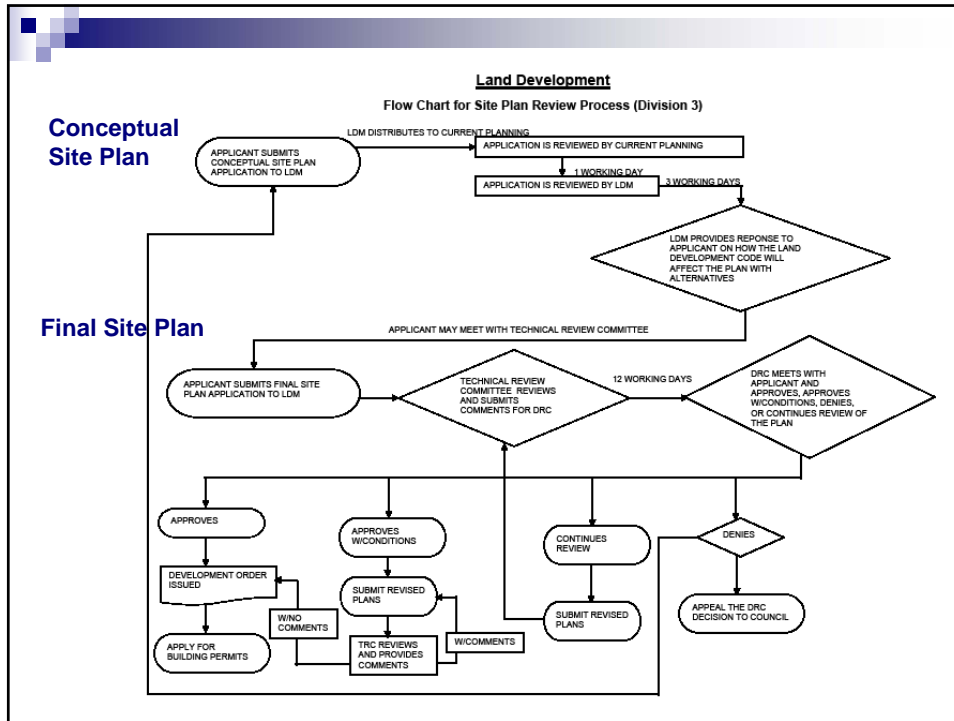 Land Development
Flow Chart for Site Plan Review Process (Division 3)
Conceptual
Site Plan
LDM DISTRIBUTES TO CURRENT PLANNING
APPLICANT SUBMITS
CONCEPTUAL SITE PLAN
APPLICATION TO LDM
APPLICATION IS REVIEWED BY CURRENT PLANNING
1 WORKING DAY
APPLICATION IS REVIEWED BY LDM
3 WORKING DAYS
LDM PROVIDES REPONSE TO
APPLICANT ON HOW THE LAND
DEVELOPMENT CODE WILL
AFFECT THE PLAN WITH
ALTERNATIVES
Final Site Plan
APPLICANT MAY MEET WITH TECHNICAL REVIEW COMMITTEE
APPLICANT SUBMITS FINAL SITE
PLAN APPLICATION TO LDM
TECHNICAL REVIEW
COMMITTEE REVIEWS
AND SUBMITS
COMMENTS FOR DRC
12 WORKING DAYS
DRC MEETS WITH
APPLICANT AND
APPROVES, APPROVES
W/CONDITIONS, DENIES,
OR CONTINUES REVIEW OF
THE PLAN
APPROVES
APPROVES
W/CONDITIONS
CONTINUES
REVIEW
DENIES
DEVELOPMENT ORDER
ISSUED
SUBMIT REVISED
PLANS
SUBMIT REVISED
PLANS
APPEAL THE DRC
DECISION TO COUNCIL
W/NO
COMMENTS
W/COMMENTS
APPLY FOR
BUILDING PERMITS
TRC REVIEWS
AND PROVIDES
COMMENTS